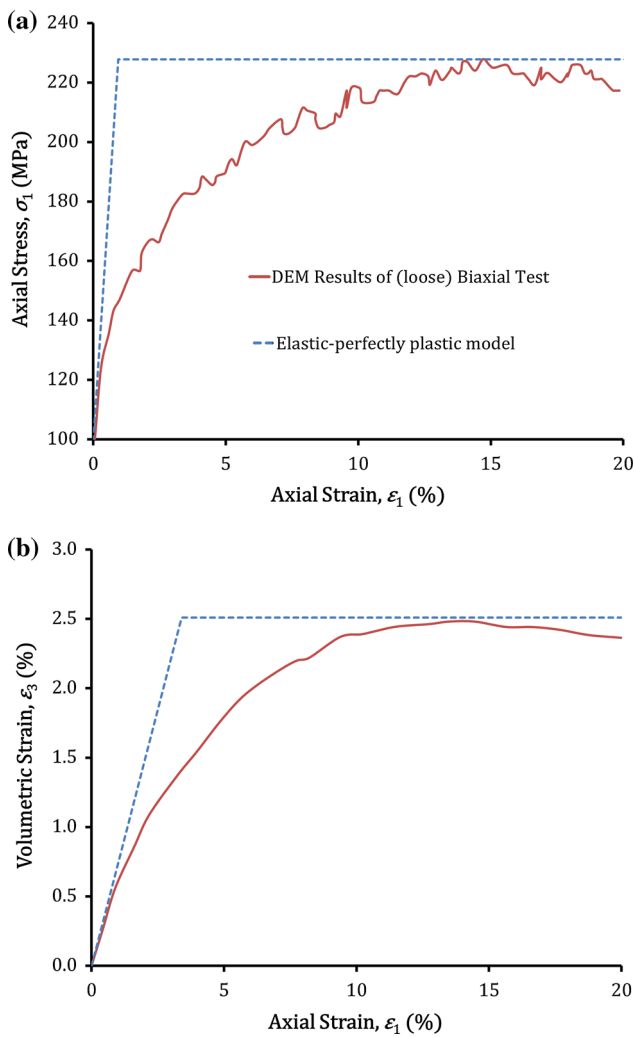 (a)
240
220
200
180
160
140
120
100
Axial Stress, σ1 (MPa)
DEM Results of (loose) Biaxial Test
Elastic-perfectly plastic model
0 5 10 15 20
Axial Strain, ε1 (%)
(b)
3.0
2.5
2.0
1.5
1.0
0.5
0.0
Volumetric Strain, ε3 (%)
0 5 10 15 20
Axial Strain, ε1 (%)